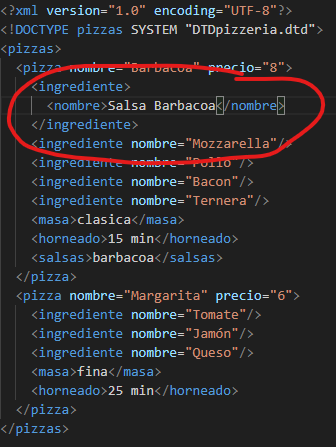 <?xml version="1.0" encoding="UTF-8"?>
<!DOCTYPE pizzas SYSTEM "DTDpizzeria.dtd">
<pizzas>
<pizza nombre="Barbacoa" precio="8">
<ingrediente>
<nombre>Salsa Barbacoa</nombre>
</ingrediente>
<ingrediente nombre="Mozzarella"/>
<ingrediente nombre="Pollo"/>
<ingrediente nombre="Bacon"/>
<ingrediente nombre="Ternera"/>
<masa>clasica</masa>
<horneado>15 min</horneado>
<salsas>barbacoa</salsas>
</pizza>
<pizza nombre="Margarita" precio="6">
<ingrediente nombre="Tomate"/>
<ingrediente nombre="Jamón"/>
<ingrediente nombre="Queso"/>
<masa>fina</masa>
<horneado>25 min</horneado>
</pizza>
</pizzas>